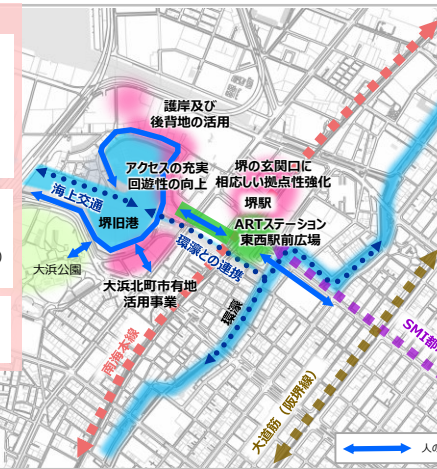 護岸及び
後背地の活用
アクセスの充実
回遊性の向上
堺の玄関口に
相応しい拠点性強化
堺駅
ARTステーション
東西駅前広場
海上交通
堺旧港
環濠との連携
大浜公園
大浜北町市有地
活用事業
環濠
南海本線
大道筋（阪堺線）
SMI都
人の